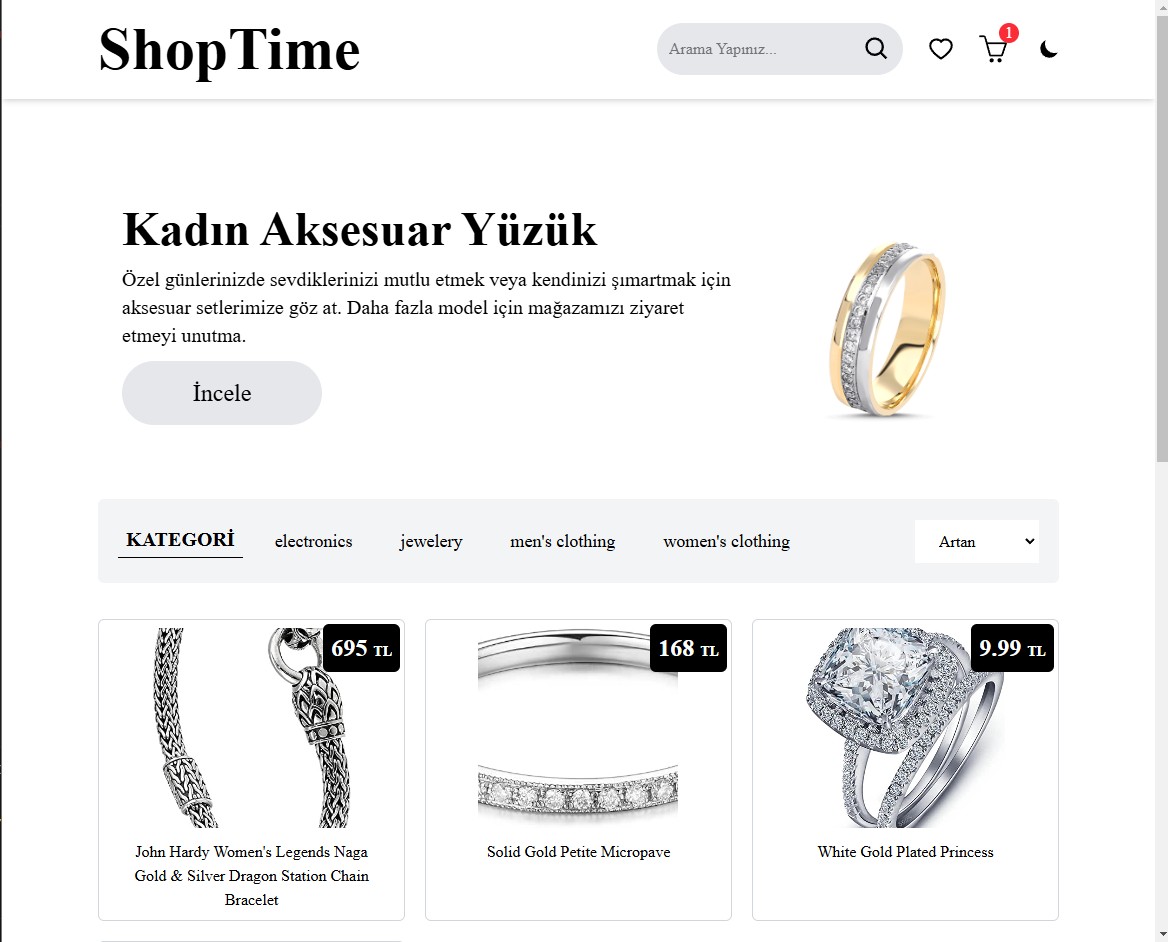 ShopTime
Arama Yapınız...
1
Kadın Aksesuar Yüzük
Özel günlerinizde sevdiklerinizi mutlu etmek veya kendinizi şımartmak için
aksesuar setlerimize göz at. Daha fazla model için mağazamızı ziyaret
etmeyi unutma.
İncele
KATEGORİ
electronics
jewelery
men's clothing
women's clothing
Artan
695 TL
168 TL
9.99 TL
John Hardy Women's Legends Naga
Gold & Silver Dragon Station Chain
Bracelet
Solid Gold Petite Micropave
White Gold Plated Princess